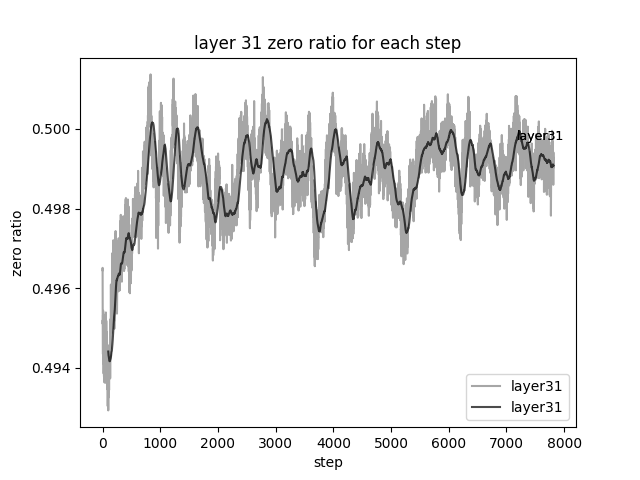 layer 31 zero ratio for each step
zero ratio
0.500
0.498
0.496
0.494
layer31
layer31
layer31
0 1000 2000 3000 4000 5000 6000 7000 8000
step